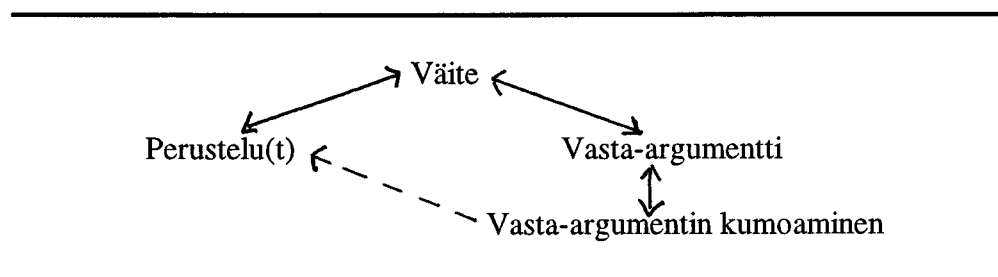 Väite
Perustelu(t) Vasta-argumentti
Vasta-argumentin kumoaminen